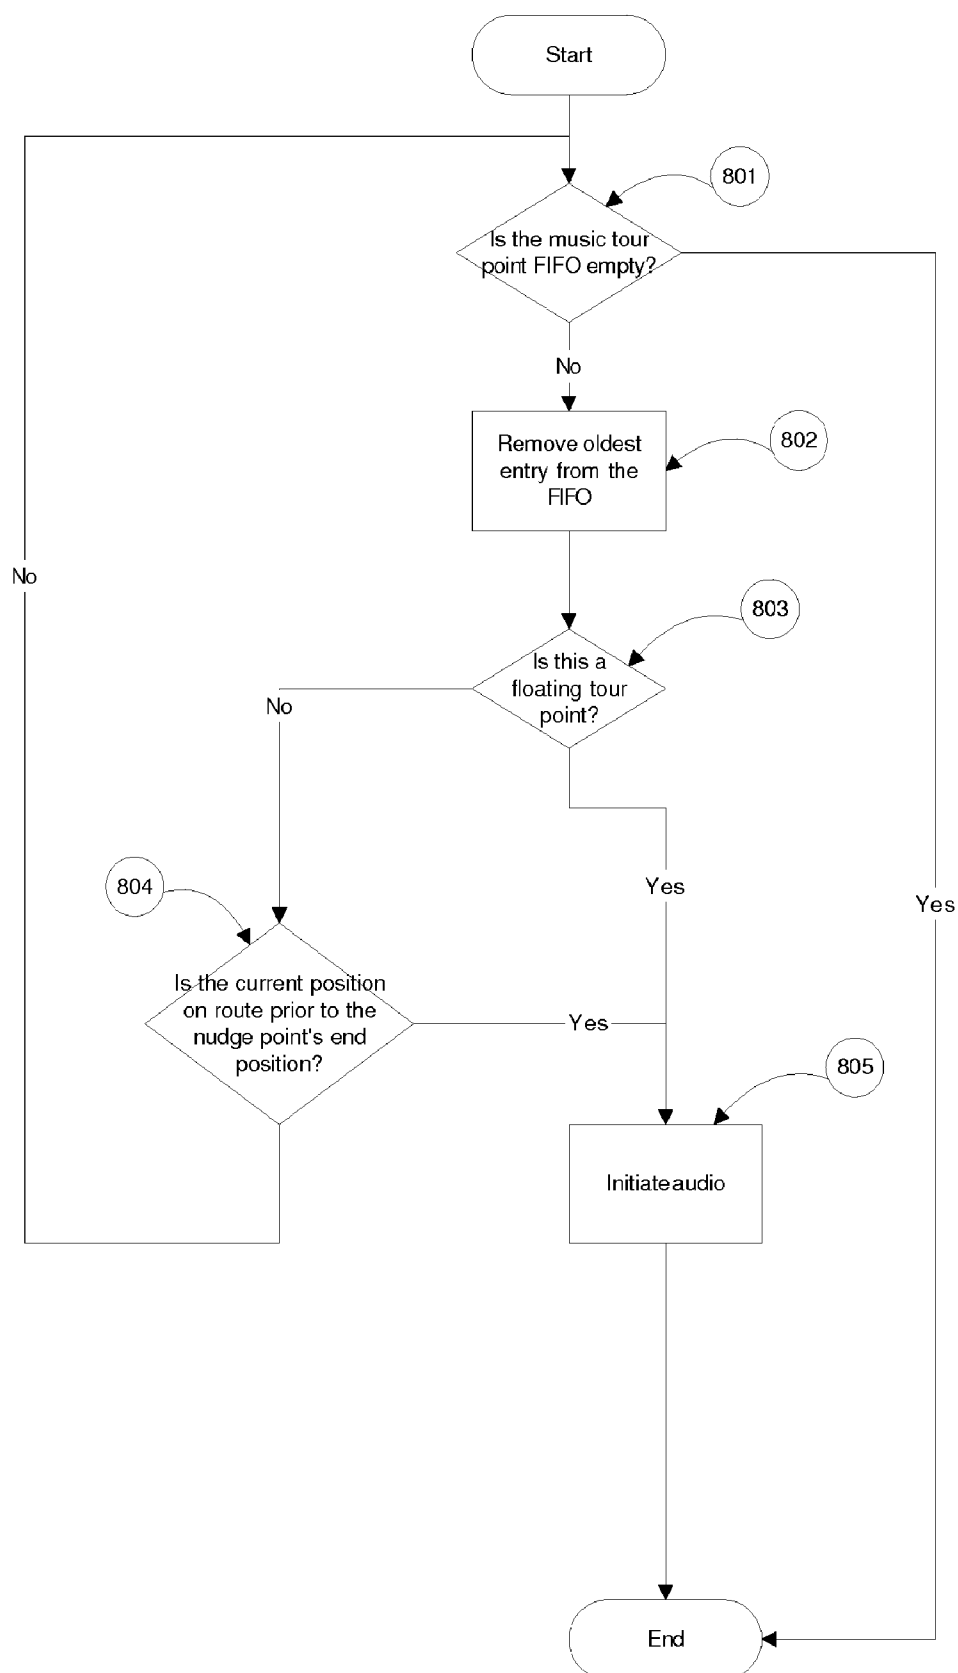 Start
801
Is the music tour
point FIFO empty?
No
Remove oldest
entry from the
FIFO
802
No
803
Is this a
floating tour
point?
No
804
Yes
Yes
Is the current position
on route prior to the
nudge point's end
position?
Yes
805
Initiate audio
End